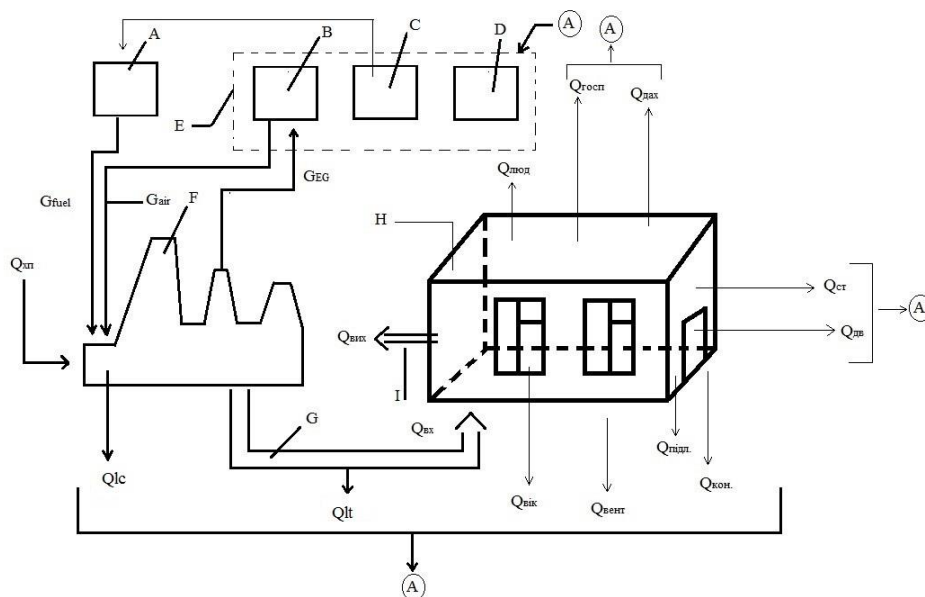 A
B
C
D
A
A
E
Qгосп
Qдах
Gfuel
Gair
F
GEG
Qлюд
H
Qхп
Qст
A
Qвих
Qдв
I
G
Qвх
Qпідл.
Qlc
Qlt
Qвік
Qвент
Qкон.
A